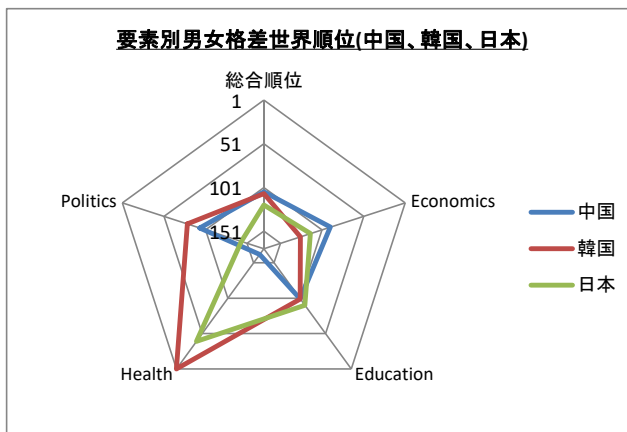 要素別男女格差世界順位(中国、韓国、日本)
総合順位
1
51
101
151
Politics
Economics
Health
Education
中国
韓国
日本